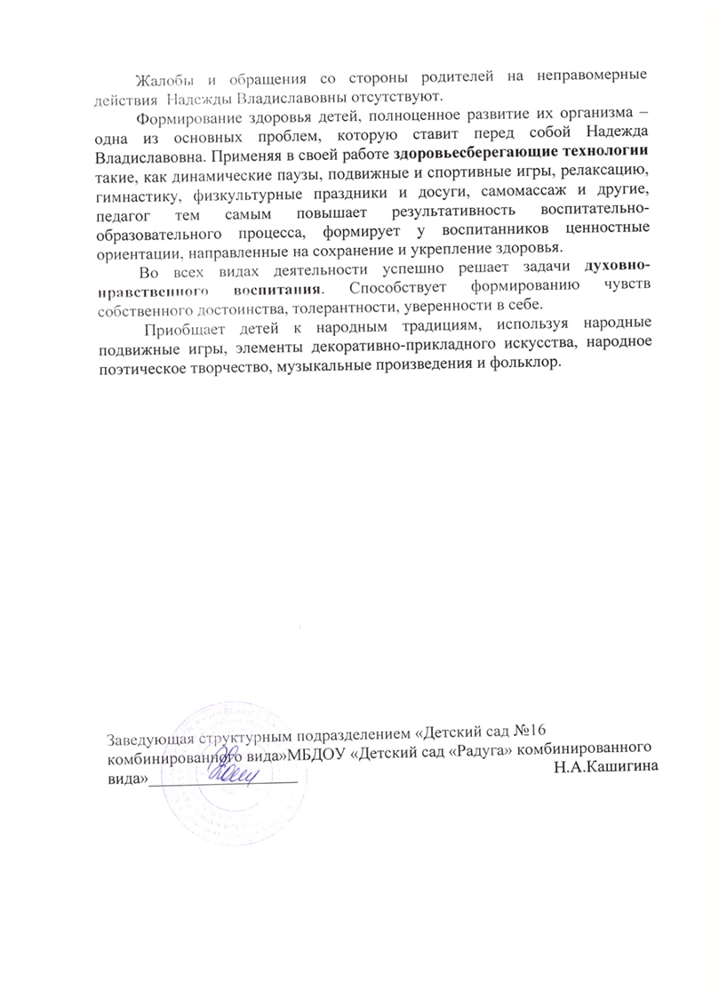 Жалобы и обращения со стороны родителей на неправомерные
действия Надежды Владиславовны отсутствуют.
Формирование здоровья детей, полноценное развитие их организма –
одна из основных проблем, которую ставит перед собой Надежда
Владиславовна. Применяя в своей работе здоровьесберегающие технологии
такие, как динамические паузы, подвижные и спортивные игры, релаксацию,
гимнастику, физкультурные праздники и досуги, самомассаж и другие,
педагог тем самым повышает результативность воспитательно-
образовательного процесса, формирует у воспитанников ценностные
ориентации, направленные на сохранение и укрепление здоровья.
Во всех видах деятельности успешно решает задачи духовно-
нравственного воспитания. Способствует формированию чувств
собственного достоинства, толерантности, уверенности в себе.
Приобщает детей к народным традициям, используя народные
подвижные игры, элементы декоративно-прикладного искусства, народное
поэтическое творчество, музыкальные произведения и фольклор.
Заведующая структурным подразделением «Детский сад №16
комбинированного вида»МБДОУ «Детский сад «Радуга» комбинированного
вида»___________________ Н.А.Кашигина